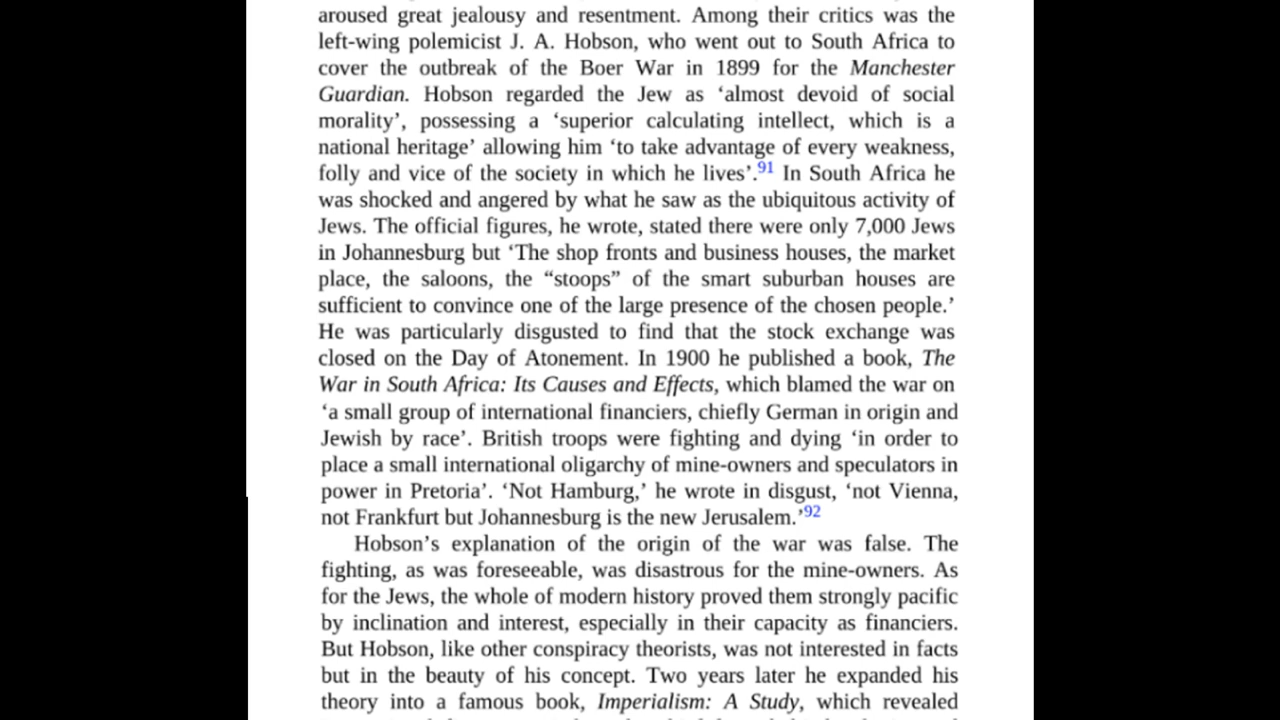 aroused great jealousy and resentment. Among their critics was the
left-wing polemicist J. A. Hobson, who went out to South Africa to
cover the outbreak of the Boer War in 1899 for the Manchester
Guardian. Hobson regarded the Jew as ‘almost devoid of social
morality’, possessing a ‘superior calculating intellect, which is a
national heritage’ allowing him ‘to take advantage of every weakness,
folly and vice of the society in which he lives’.91 In South Africa he
was shocked and angered by what he saw as the ubiquitous activity of
Jews. The official figures, he wrote, stated there were only 7,000 Jews
in Johannesburg but ‘The shop fronts and business houses, the market
place, the saloons, the “stoops” of the smart suburban houses are
sufficient to convince one of the large presence of the chosen people.’
He was particularly disgusted to find that the stock exchange was
closed on the Day of Atonement. In 1900 he published a book, The
War in South Africa: Its Causes and Effects, which blamed the war on
‘a small group of international financiers, chiefly German in origin and
Jewish by race’. British troops were fighting and dying ‘in order to
place a small international oligarchy of mine-owners and speculators in
power in Pretoria’. ‘Not Hamburg,’ he wrote in disgust, ‘not Vienna,
not Frankfurt but Johannesburg is the new Jerusalem.’92
Hobson’s explanation of the origin of the war was false. The
fighting, as was foreseeable, was disastrous for the mine-owners. As
for the Jews, the whole of modern history proved them strongly pacific
by inclination and interest, especially in their capacity as financiers.
But Hobson, like other conspiracy theorists, was not interested in facts
but in the beauty of his concept. Two years later he expanded his
theory into a famous book, Imperialism: A Study, which revealed